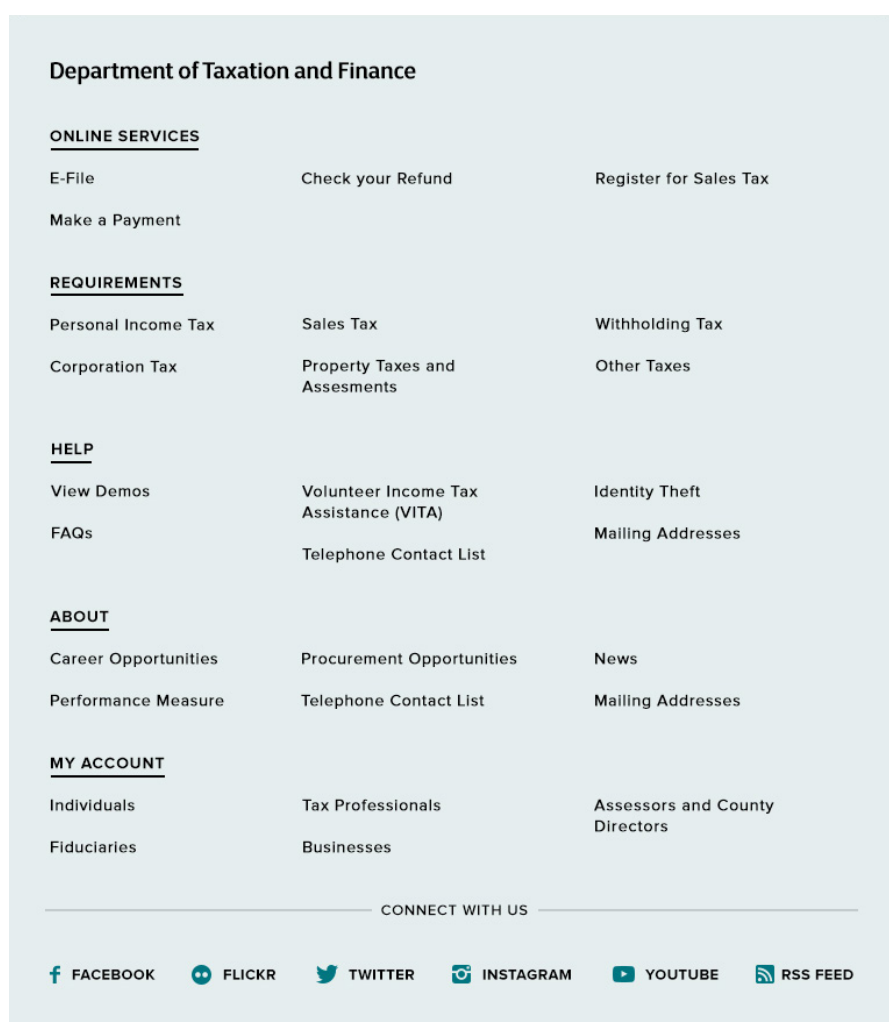 Department of Taxation and Finance
ONLINE SERVICES
E-File
Check your Refund
Register for Sales Tax
Make a Payment
REQUIREMENTS
Personal Income Tax
Sales Tax
Withholding Tax
Corporation Tax
Property Taxes and
Assesments
Other Taxes
HELP
View Demos
Volunteer Income Tax
Assistance (VITA)
Identity Theft
FAQs
Telephone Contact List
Mailing Addresses
ABOUT
Career Opportunities
Procurement Opportunities
News
Performance Measure
Telephone Contact List
Mailing Addresses
MY ACCOUNT
Individuals
Tax Professionals
Assessors and County
Directors
Fiduciaries
Businesses
CONNECT WITH US
FACEBOOK
FLICKR
TWITTER
INSTAGRAM
YOUTUBE
RSS FEED